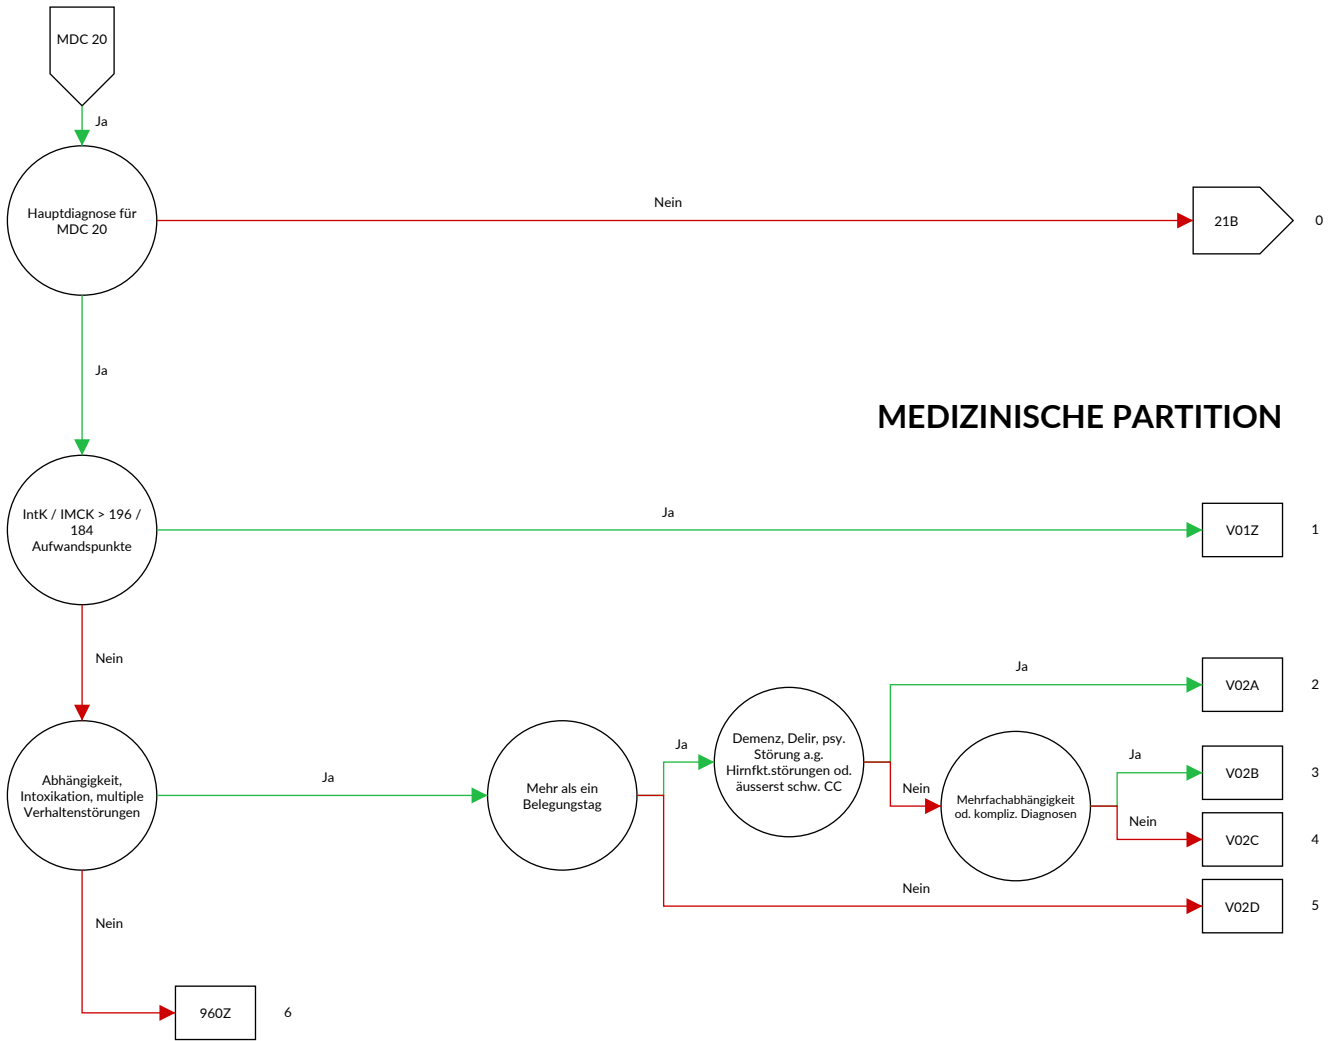 MDC 20
Ja
Hauptdiagnose für
MDC 20
Nein
21B
0
Ja
MEDIZINISCHE PARTITION
IntK / IMCK > 196 /
184
Aufwandspunkte
Ja
V01Z
1
Nein
Abhängigkeit,
Intoxikation, multiple
Verhaltenstörungen
Ja
Mehr als ein
Belegungstag
Ja
Demenz, Delir, psy.
Störung a.g.
Hirnfkt.störungen od.
äusserst schw. CC
Ja
V02A
2
Nein
Mehrfachabhängigkeit
od. kompliz. Diagnosen
Ja
V02B
3
Nein
V02C
4
Nein
V02D
5
Nein
960Z
6